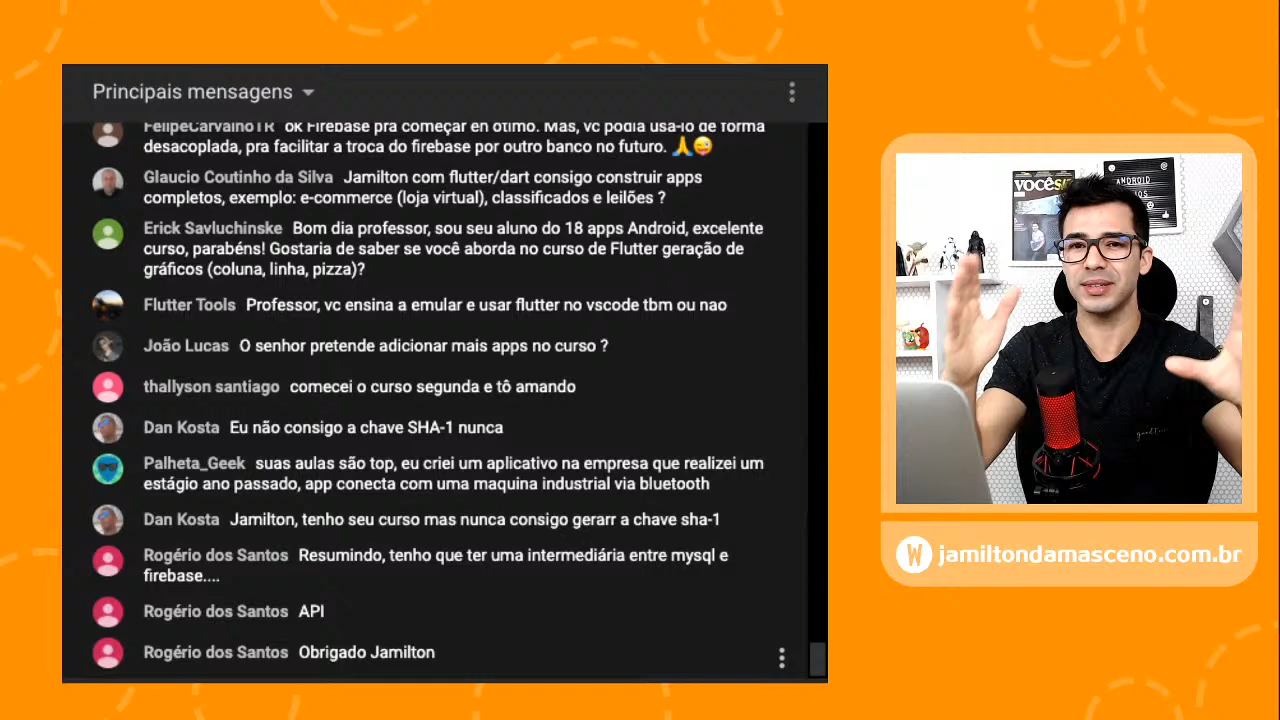 Principais mensagens
FelipeCarvalhoTR ok Firebase pra começar eh ótimo. Mas, vc podia usá-lo de forma
desacoplada, pra facilitar a troca do firebase por outro banco no futuro. 🙏😜
Glaucio Coutinho da Silva Jamilton com flutter/dart consigo construir apps
completos, exemplo: e-commerce (loja virtual), classificados e leilões ?
Erick Savluchinske Bom dia professor, sou seu aluno do 18 apps Android, excelente
curso, parabéns! Gostaria de saber se você aborda no curso de Flutter geração de
gráficos (coluna, linha, pizza)?
Flutter Tools Professor, vc ensina a emular e usar flutter no vscode tbm ou nao
João Lucas O senhor pretende adicionar mais apps no curso ?
thallyson santiago comecei o curso segunda e tô amando
Dan Kosta Eu não consigo a chave SHA-1 nunca
Palheta_Geek suas aulas são top, eu criei um aplicativo na empresa que realizei um
estágio ano passado, app conecta com uma maquina industrial via bluetooth
Dan Kosta Jamilton, tenho seu curso mas nunca consigo gerarr a chave sha-1
Rogério dos Santos Resumindo, tenho que ter uma intermediária entre mysql e
firebase....
Rogério dos Santos API
Rogério dos Santos Obrigado Jamilton
ANDROID
W jamiltondamasceno.com.br